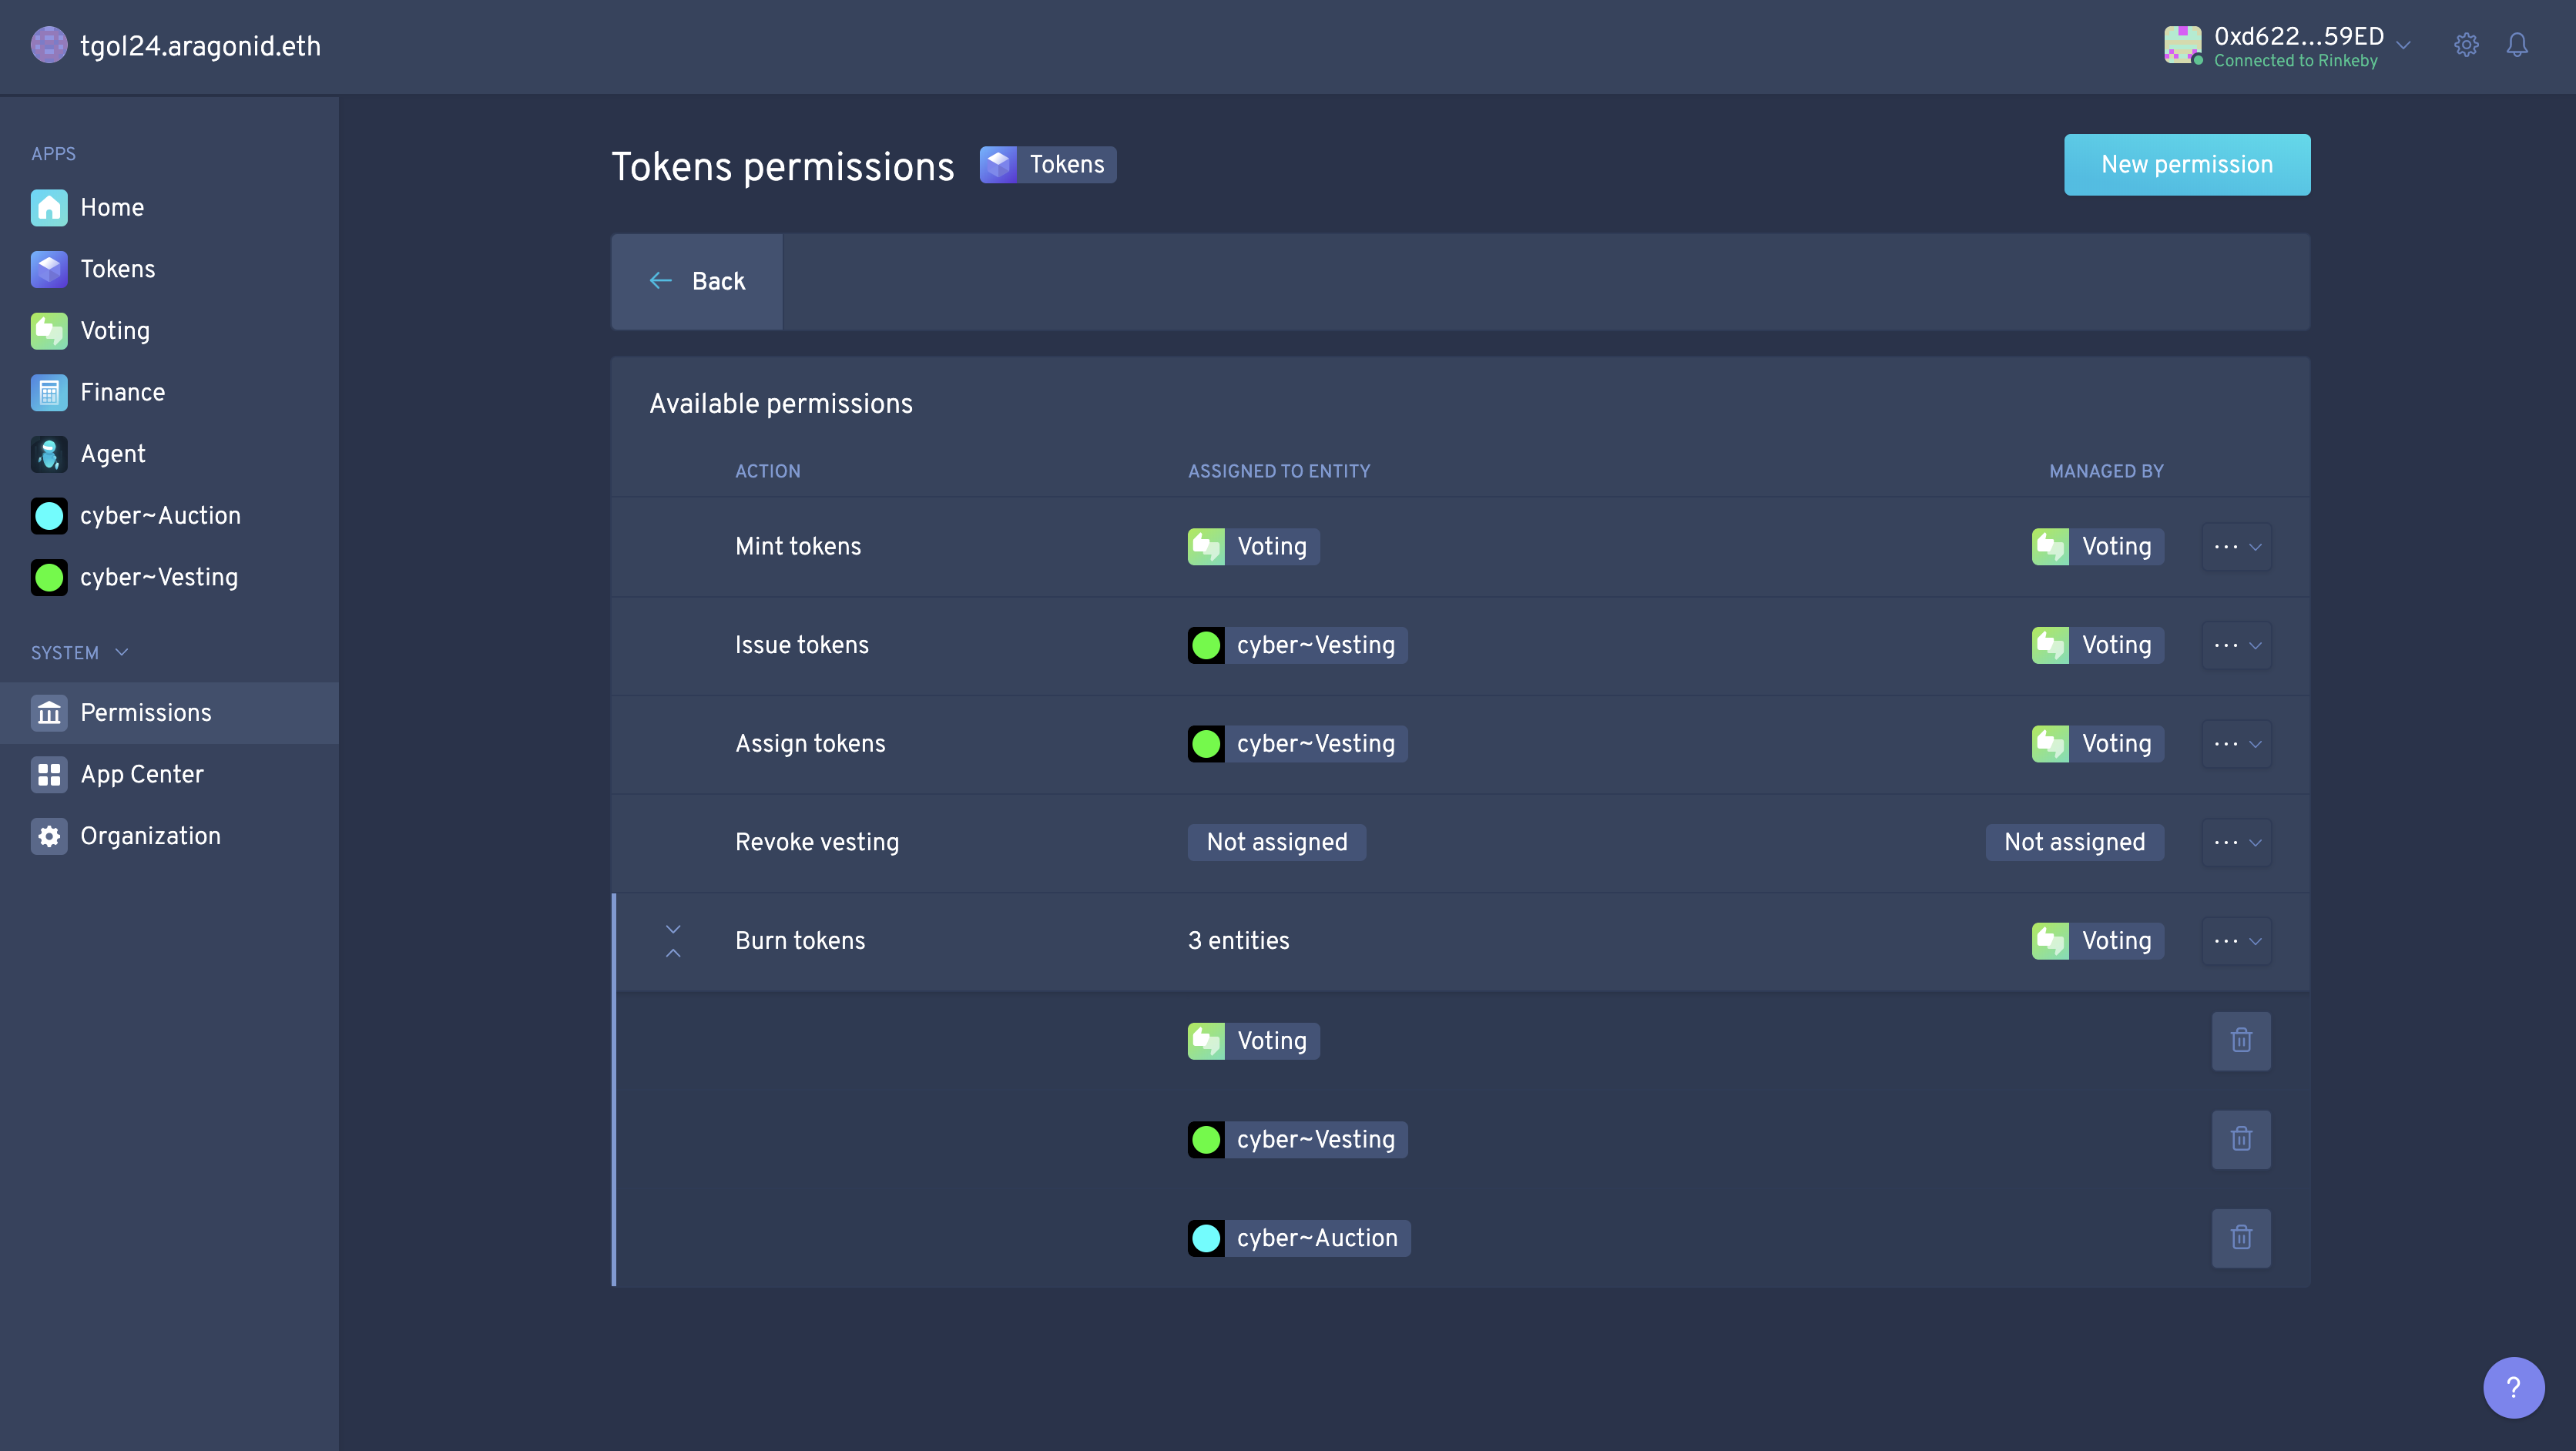 tgol24.aragonid.eth
0xd622...59ED
Connected to Rinkeby
APPS
Home
Tokens
Voting
Finance
Agent
cyber~Auction
cyber~Vesting
SYSTEM
Permissions
App Center
Organization
Tokens permissions
Tokens
New permission
Back
Available permissions
ACTION ASSIGNED TO ENTITY MANAGED BY
Mint tokens Voting Voting
Issue tokens cyber~Vesting Voting
Assign tokens cyber~Vesting Voting
Revoke vesting Not assigned Not assigned
Burn tokens 3 entities Voting
Voting
cyber~Vesting
cyber~Auction
?